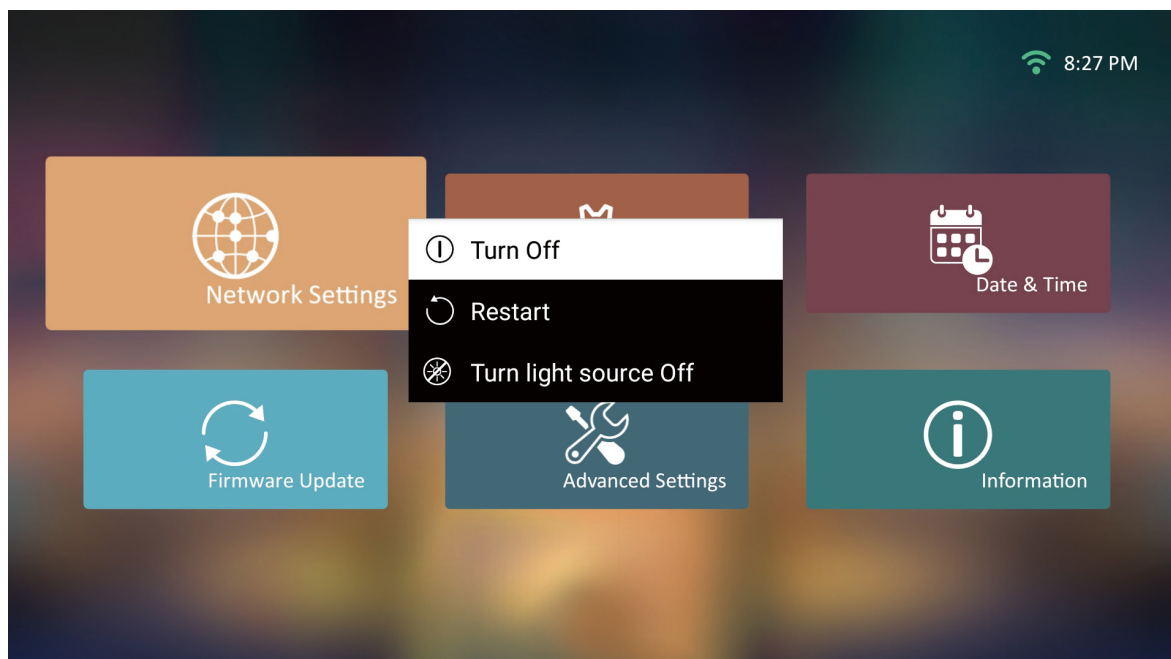 8:27 PM
Network Settings
Date & Time
Turn Off
Restart
Turn light source Off
Firmware Update
Advanced Settings
Information